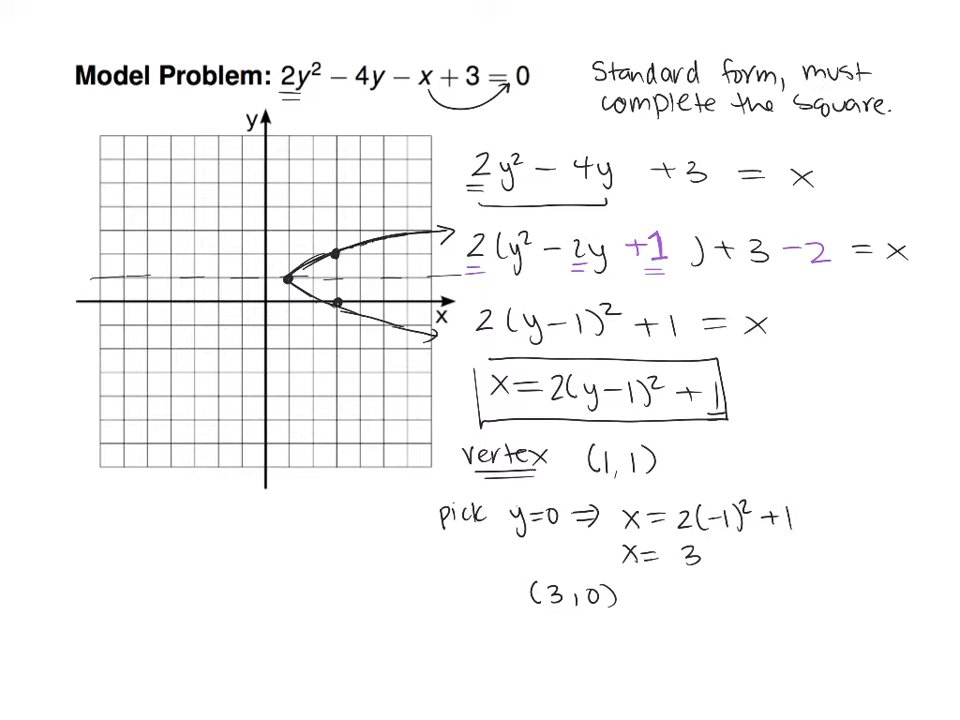 Model Problem: 2y² − 4y − x + 3 = 0
Standard form, must
complete the square.
y
x
2y² − 4y + 3 = x
2(y² − 2y +1 ) + 3 − 2 = x
2(y−1)² + 1 = x
x = 2(y−1)² + 1
vertex (1, 1)
pick y=0 ⇒ x = 2(−1)² + 1
x = 3
(3, 0)